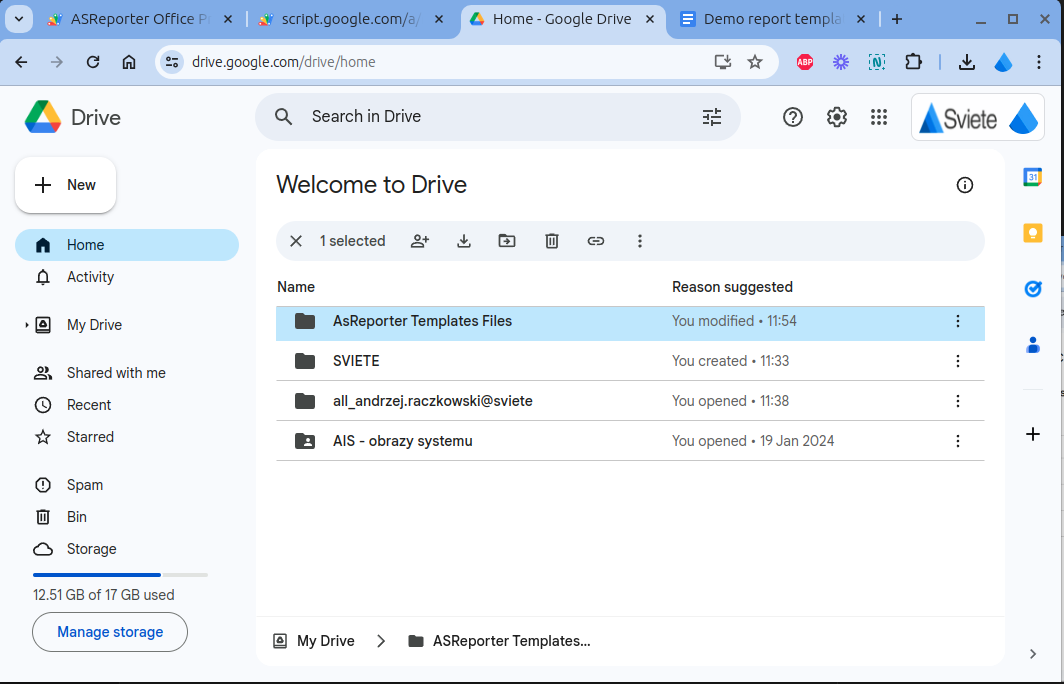 ASReporter Office P
script.google.com/a/
Home - Google Drive
Demo report templa
drive.google.com/drive/home
ABP
N
Drive
Search in Drive
Sviete
New
Welcome to Drive
31
1 selected
Home
Activity
My Drive
Shared with me
Recent
Starred
Spam
Bin
Storage
12.51 GB of 17 GB used
Manage storage
Name Reason suggested
AsReporter Templates Files You modified • 11:54
SVIETE You created • 11:33
all_andrzej.raczkowski@sviete You opened • 11:38
AIS - obrazy systemu You opened • 19 Jan 2024
My Drive ASReporter Templates...